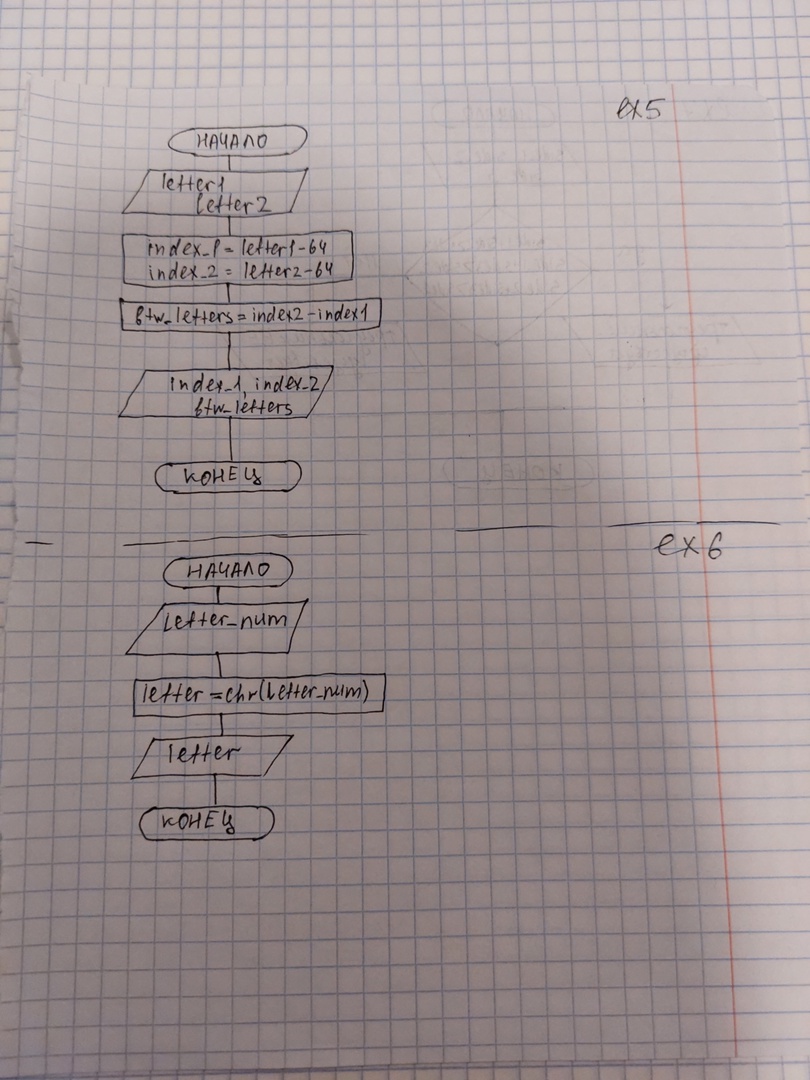 ex5
НАЧАЛО
letter1
letter2
index_1 = letter1-64
index_2 = letter2-64
btw_letters = index2-index1
index_1, index_2
btw_letters
КОНЕЦ
ex6
НАЧАЛО
letter_num
letter = chr(letter_num)
letter
КОНЕЦ